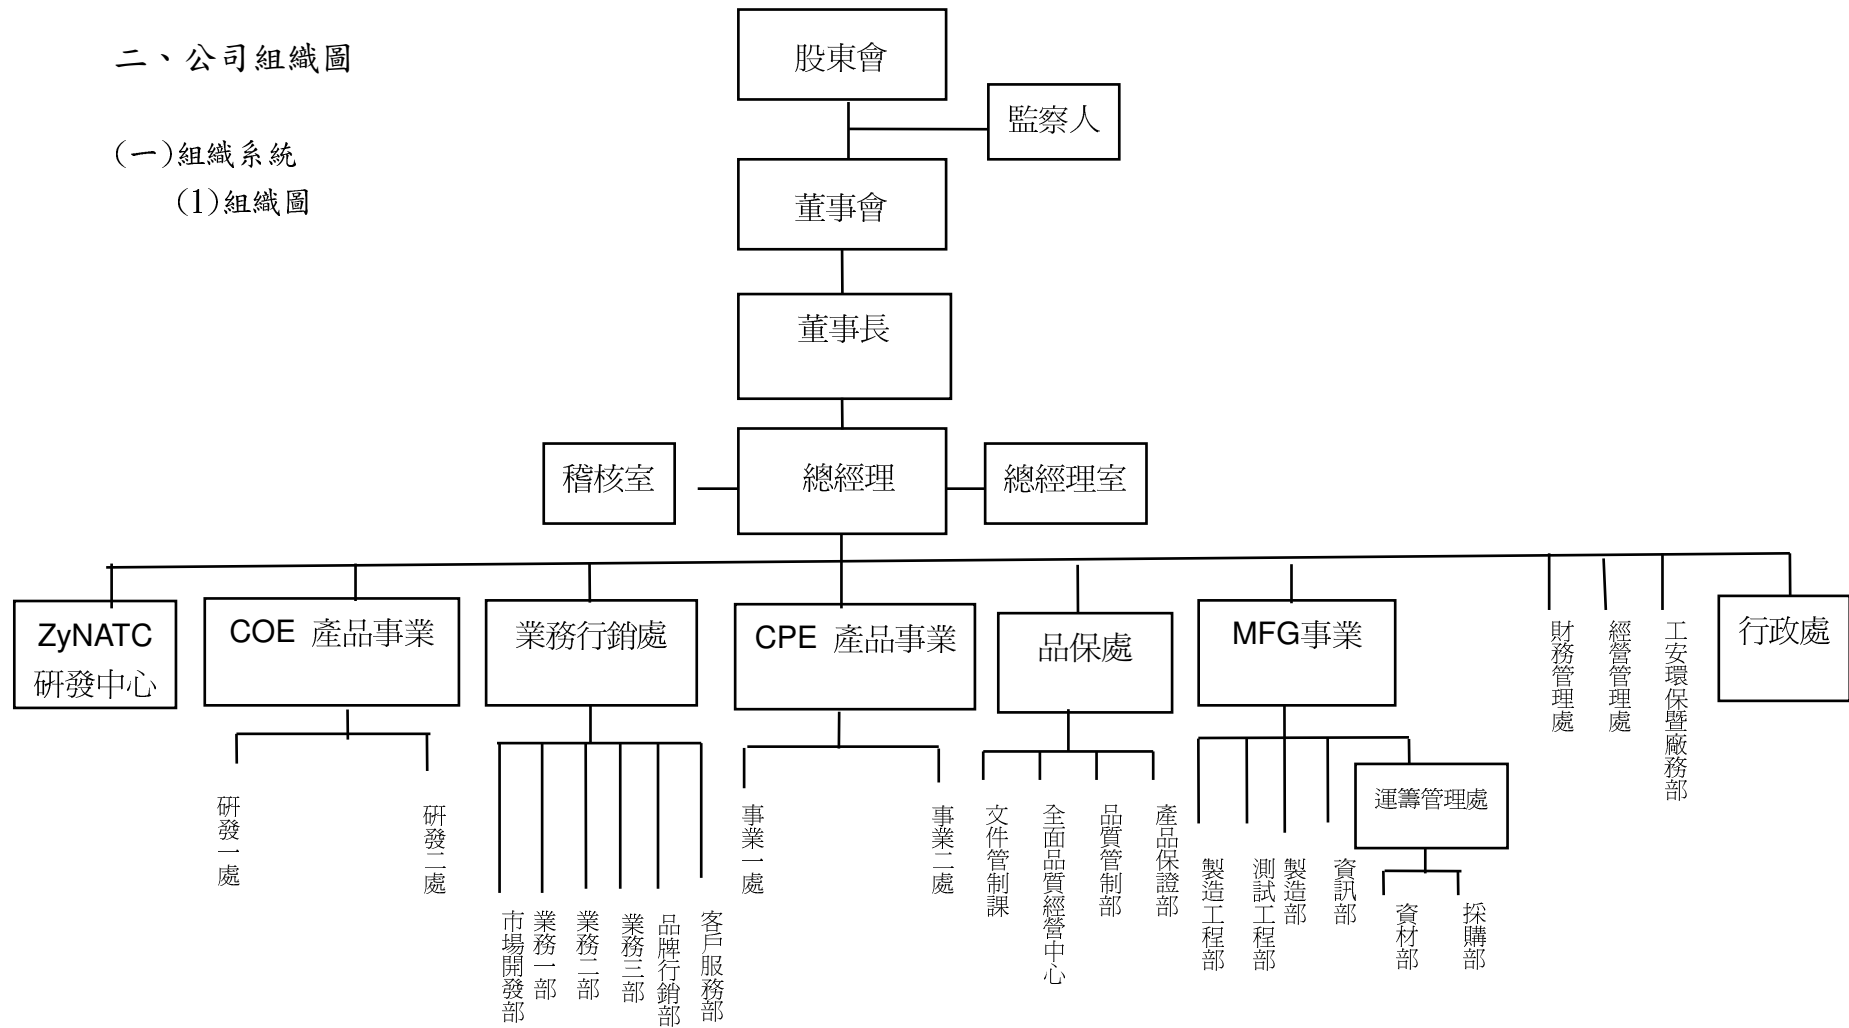 二、公司組織圖
(一)組織系統
(1)組織圖
股東會
監察人
董事會
董事長
稽核室
總經理
總經理室
ZyNATC
研發中心
COE 產品事業
業務行銷處
CPE 產品事業
品保處
MFG事業
財務管理處
經營管理處
工安環保暨廠務部
行政處
研發一處
研發二處
市場開發部
業務一部
業務二部
業務三部
品牌行銷部
客戶服務部
事業一處
事業二處
文件管制課
全面品質經營中心
品質管制部
產品保證部
製造工程部
測試工程部
製造部
資訊部
運籌管理處
資材部
採購部